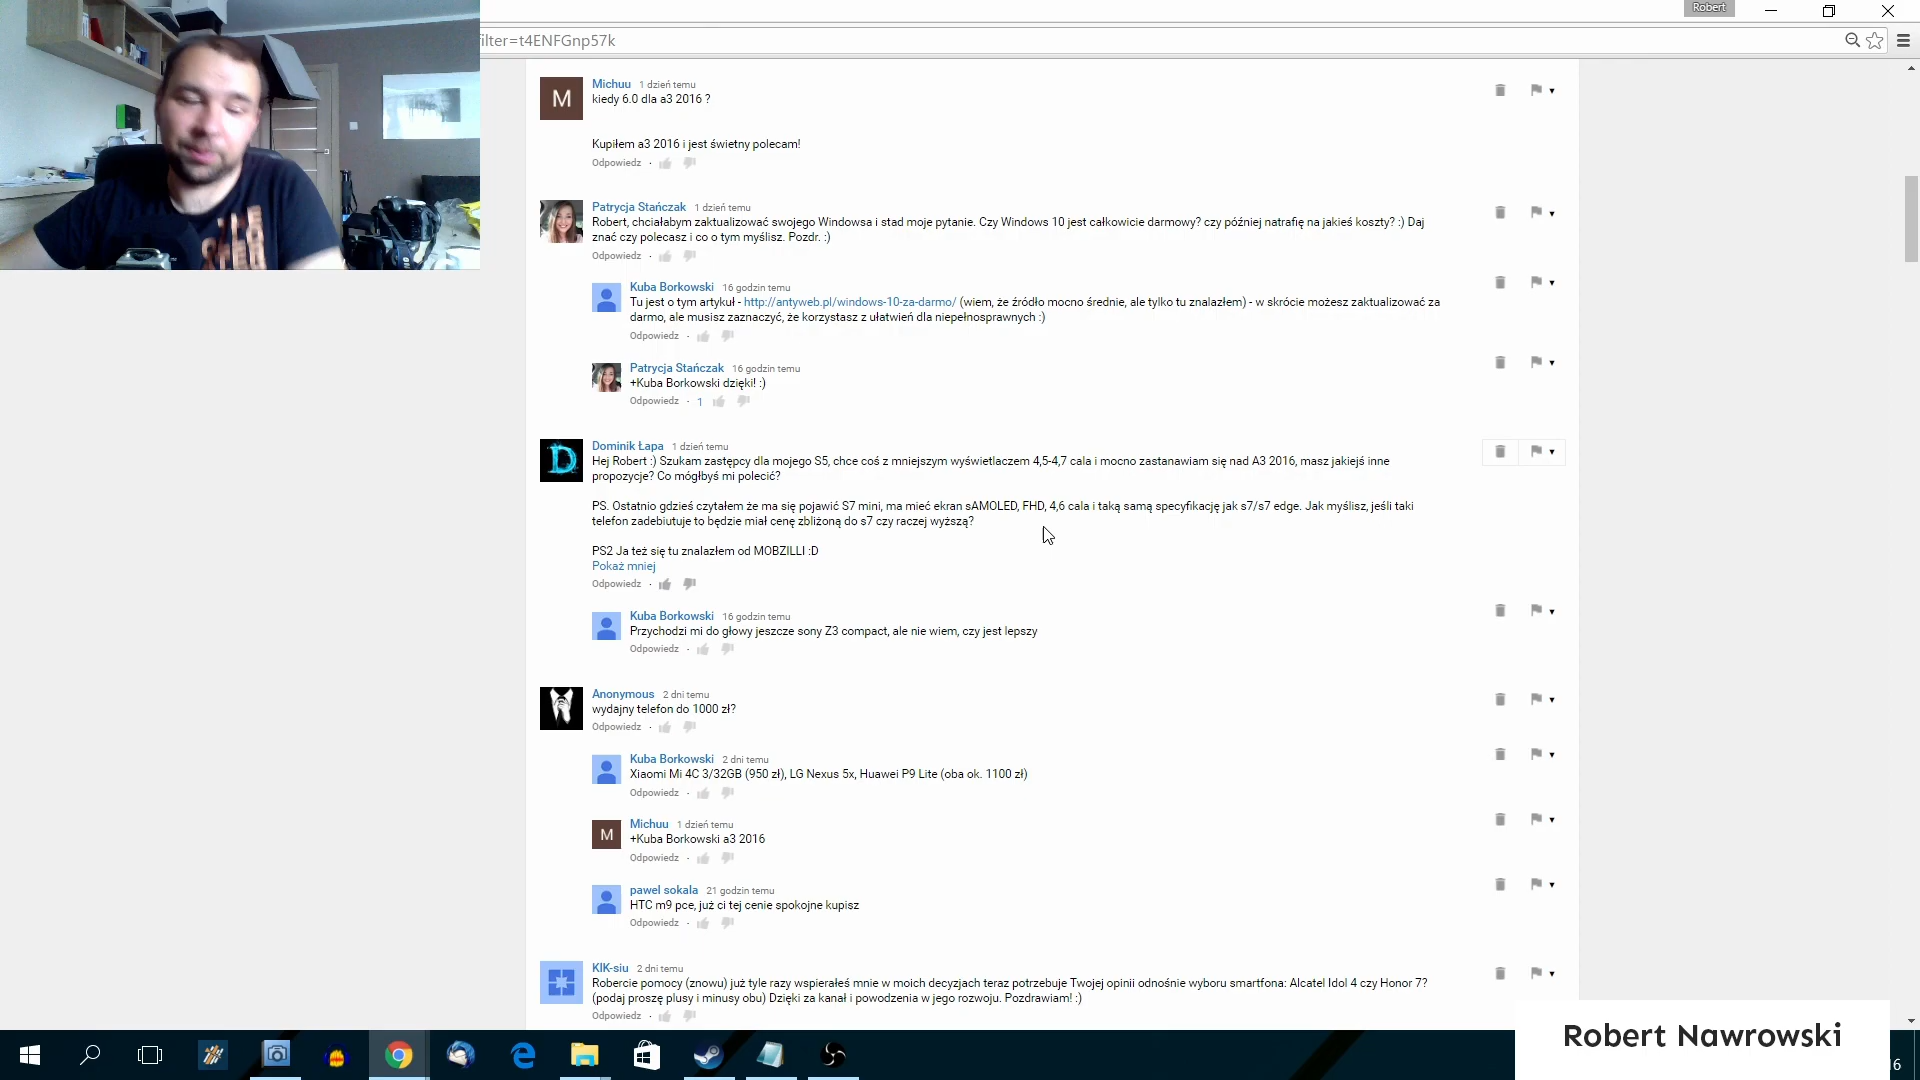 Robert
filter=t4ENFGnp57k
M
Michuu 1 dzień temu
kiedy 6.0 dla a3 2016 ?
Kupiłem a3 2016 i jest świetny polecam!
Odpowiedz ·
Patrycja Stańczak 1 dzień temu
Robert, chciałabym zaktualizować swojego Windowsa i stad moje pytanie. Czy Windows 10 jest całkowicie darmowy? czy później natrafię na jakieś koszty? :) Daj
znać czy polecasz i co o tym myślisz. Pozdr. :)
Odpowiedz ·
Kuba Borkowski 16 godzin temu
Tu jest o tym artykuł - http://antyweb.pl/windows-10-za-darmo/ (wiem, że źródło mocno średnie, ale tylko tu znalazłem) - w skrócie możesz zaktualizować za
darmo, ale musisz zaznaczyć, że korzystasz z ułatwień dla niepełnosprawnych :)
Odpowiedz ·
Patrycja Stańczak 16 godzin temu
+Kuba Borkowski dzięki! :)
Odpowiedz · 1
D
Dominik Łapa 1 dzień temu
Hej Robert :) Szukam zastępcy dla mojego S5, chce coś z mniejszym wyświetlaczem 4,5-4,7 cala i mocno zastanawiam się nad A3 2016, masz jakiejś inne
propozycje? Co mógłbyś mi polecić?
PS. Ostatnio gdzieś czytałem że ma się pojawić S7 mini, ma mieć ekran sAMOLED, FHD, 4,6 cala i taką samą specyfikację jak s7/s7 edge. Jak myślisz, jeśli taki
telefon zadebiutuje to będzie miał cenę zbliżoną do s7 czy raczej wyższą?
PS2 Ja też się tu znalazłem od MOBZILLI :D
Pokaż mniej
Odpowiedz ·
Kuba Borkowski 16 godzin temu
Przychodzi mi do głowy jeszcze sony Z3 compact, ale nie wiem, czy jest lepszy
Odpowiedz ·
Anonymous 2 dni temu
wydajny telefon do 1000 zł?
Odpowiedz ·
Kuba Borkowski 2 dni temu
Xiaomi Mi 4C 3/32GB (950 zł), LG Nexus 5x, Huawei P9 Lite (oba ok. 1100 zł)
Odpowiedz ·
M
Michuu 1 dzień temu
+Kuba Borkowski a3 2016
Odpowiedz ·
pawel sokala 21 godzin temu
HTC m9 pce, już ci tej cenie spokojne kupisz
Odpowiedz ·
KIK-siu 2 dni temu
Robercie pomocy (znowu) już tyle razy wspierałeś mnie w moich decyzjach teraz potrzebuje Twojej opinii odnośnie wyboru smartfona: Alcatel Idol 4 czy Honor 7?
(podaj proszę plusy i minusy obu) Dzięki za kanał i powodzenia w jego rozwoju. Pozdrawiam! :)
Odpowiedz ·
Robert Nawrowski
16